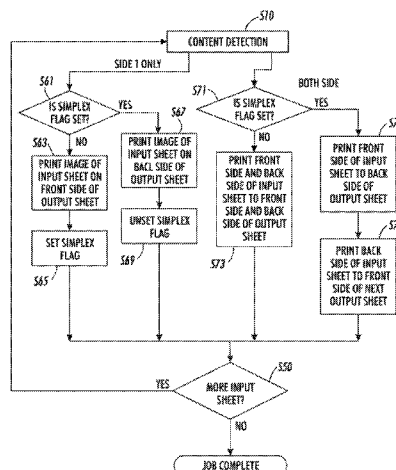 S10
CONTENT DETECTION
SIDE 1 ONLY
BOTH SIDE
S61
IS SIMPLEX
FLAG SET?
YES
NO
S67
PRINT IMAGE OF
INPUT SHEET ON
BACL SIDE OF
OUTPUT SHEET
UNSET SIMPLEX
FLAG
S69
S63
PRINT IMAGE OF
INPUT SHEET ON
FRONT SIDE OF
OUTPUT SHEET
SET SIMPLEX
FLAG
S65
S71
IS SIMPLEX
FLAG SET?
YES
NO
PRINT FRONT
SIDE AND BACK
SIDE OF INPUT
SHEET TO FRONT
SIDE AND BACK
SIDE OF OUTPUT
SHEET
S73
S7
PRINT FRONT
SIDE OF INPUT
SHEET TO BACK
SIDE OF
OUTPUT SHEET
S7
PRINT BACK
SIDE OF INPUT
SHEET TO FRONT
SIDE OF NEXT
OUTPUT SHEET
S50
MORE INPUT
SHEET?
YES
NO
JOB COMPLETE